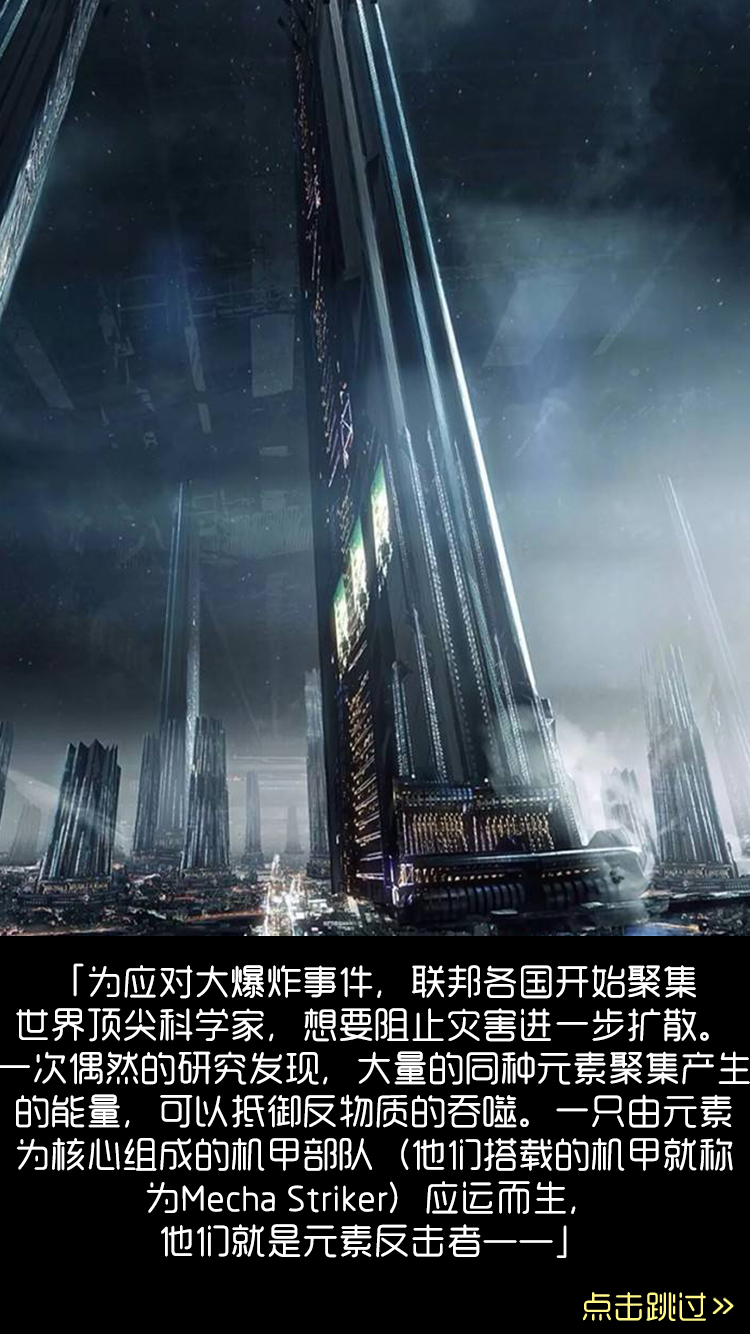 「为应对大爆炸事件，联邦各国开始聚集
世界顶尖科学家，想要阻止灾害进一步扩散。
一次偶然的研究发现，大量的同种元素聚集产生
的能量，可以抵御反物质的吞噬。一只由元素
为核心组成的机甲部队（他们搭载的机甲就称
为Mecha Striker）应运而生，
他们就是元素反击者——」
点击跳过>>